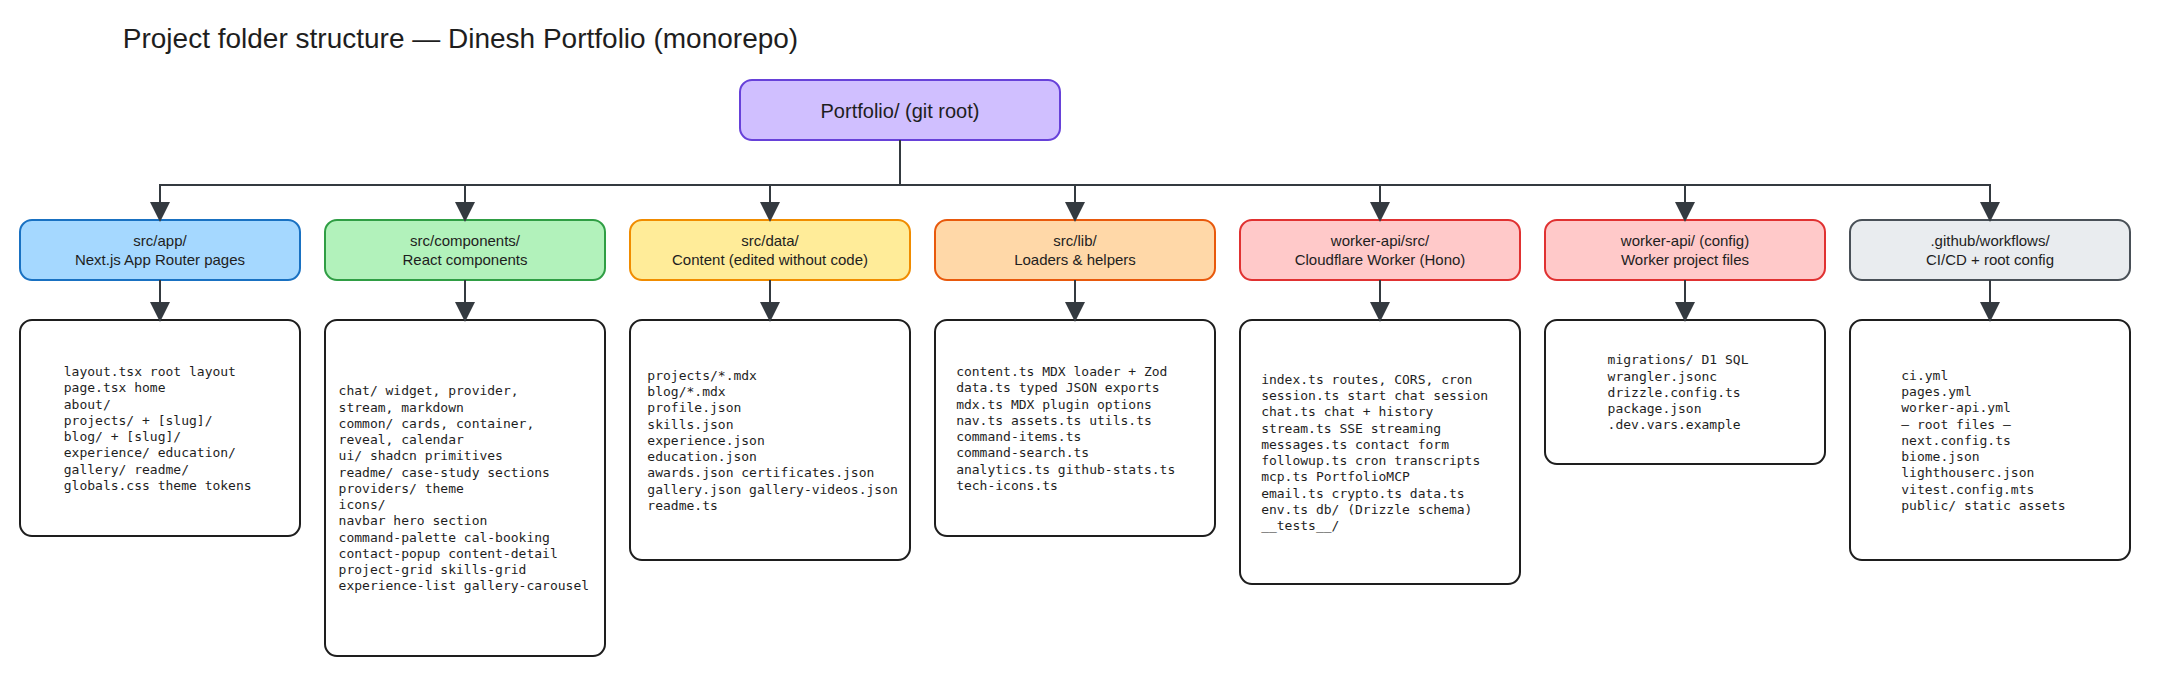 Project folder structure — Dinesh Portfolio (monorepo)
Portfolio/ (git root)
src/app/
Next.js App Router pages
src/components/
React components
src/data/
Content (edited without code)
src/lib/
Loaders & helpers
worker-api/src/
Cloudflare Worker (Hono)
worker-api/ (config)
Worker project files
.github/workflows/
CI/CD + root config
layout.tsx root layout
page.tsx home
about/
projects/ + [slug]/
blog/ + [slug]/
experience/ education/
gallery/ readme/
globals.css theme tokens
chat/ widget, provider,
stream, markdown
common/ cards, container,
reveal, calendar
ui/ shadcn primitives
readme/ case-study sections
providers/ theme
icons/
navbar hero section
command-palette cal-booking
contact-popup content-detail
project-grid skills-grid
experience-list gallery-carousel
projects/*.mdx
blog/*.mdx
profile.json
skills.json
experience.json
education.json
awards.json certificates.json
gallery.json gallery-videos.json
readme.ts
content.ts MDX loader + Zod
data.ts typed JSON exports
mdx.ts MDX plugin options
nav.ts assets.ts utils.ts
command-items.ts
command-search.ts
analytics.ts github-stats.ts
tech-icons.ts
index.ts routes, CORS, cron
session.ts start chat session
chat.ts chat + history
stream.ts SSE streaming
messages.ts contact form
followup.ts cron transcripts
mcp.ts PortfolioMCP
email.ts crypto.ts data.ts
env.ts db/ (Drizzle schema)
__tests__/
migrations/ D1 SQL
wrangler.jsonc
drizzle.config.ts
package.json
.dev.vars.example
ci.yml
pages.yml
worker-api.yml
— root files —
next.config.ts
biome.json
lighthouserc.json
vitest.config.mts
public/ static assets